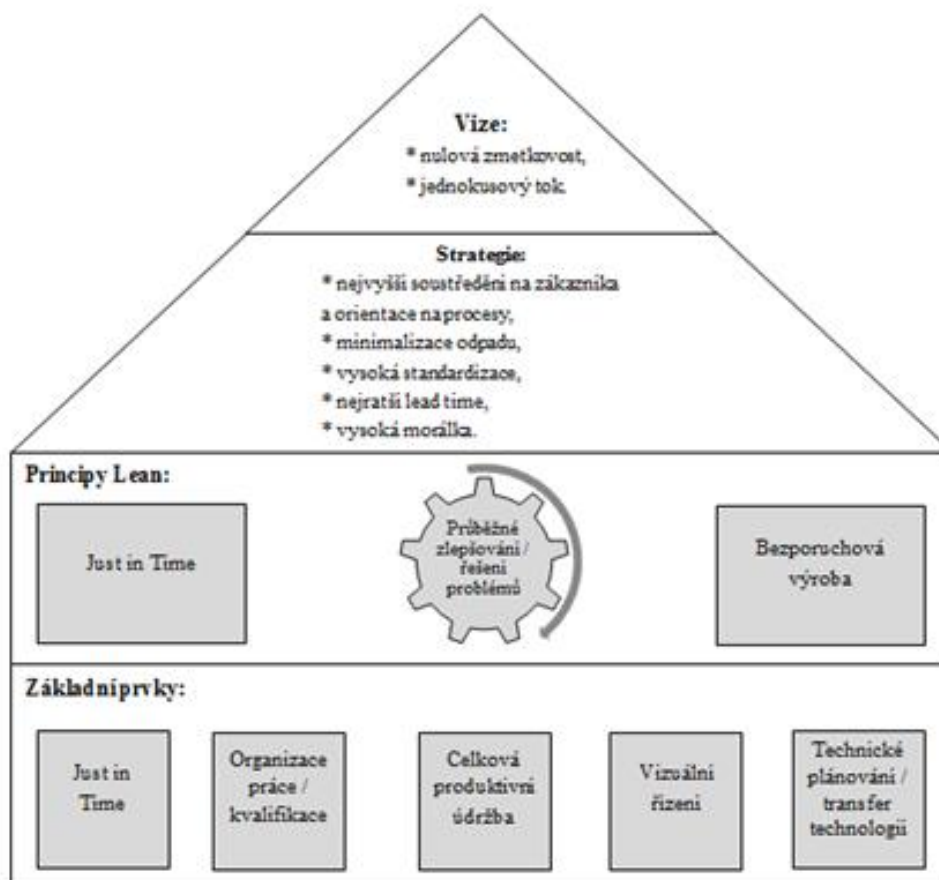 Vize:
* nulová zmetkovost,
* jednokusový tok.
Strategie:
* nejvyšší soustředění na zákazníka
a orientace na procesy,
* minimalizace odpadu,
* vysoká standardizace,
* nejratší lead time,
* vysoká morálka.
Principy Lean:
Just in Time
Průběžné
zlepšování /
řešení
problémů
Bezporuchová
výroba
Základní prvky:
Just in
Time
Organizace
práce /
kvalifikace
Celková
produktivní
údržba
Vizuální
řízení
Technické
plánování /
transfer
technologii